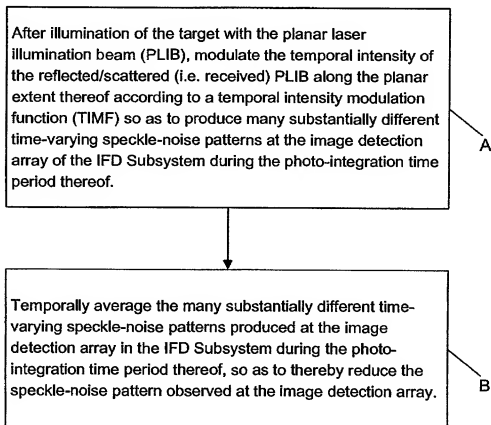 After illumination of the target with the planar laser
illumination beam (PLIB), modulate the temporal intensity of
the reflected/scattered (i.e. received) PLIB along the planar
extent thereof according to a temporal intensity modulation
function (TIMF) so as to produce many substantially different
time-varying speckle-noise patterns at the image detection
array of the IFD Subsystem during the photo-integration time
period thereof.
A
Temporally average the many substantially different time-
varying speckle-noise patterns produced at the image
detection array in the IFD Subsystem during the photo-
integration time period thereof, so as to thereby reduce the
speckle-noise pattern observed at the image detection array.
B